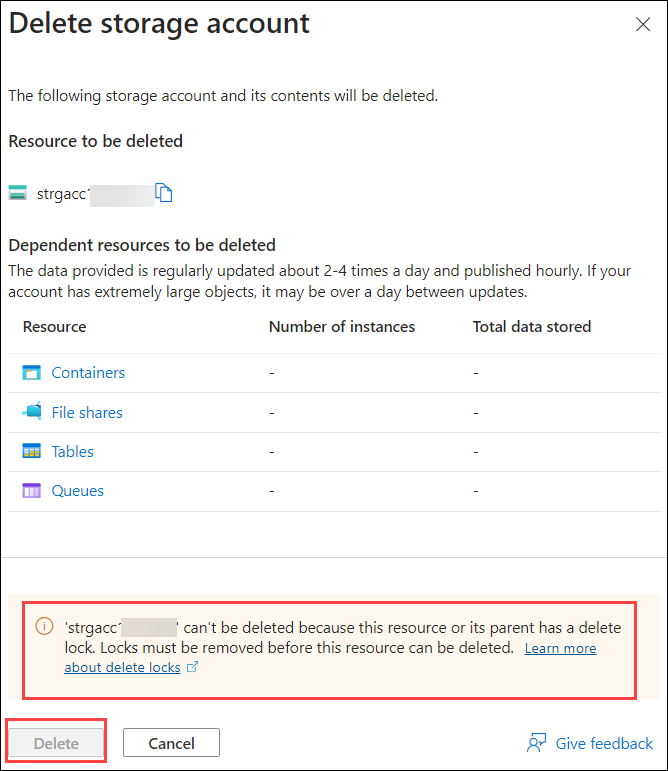 Delete storage account
The following storage account and its contents will be deleted.
Resource to be deleted
strgacc1
Dependent resources to be deleted
The data provided is regularly updated about 2-4 times a day and published hourly. If your
account has extremely large objects, it may be over a day between updates.
Resource Number of instances Total data stored
Containers - -
File shares - -
Tables - -
Queues - -
'strgacc1 ' can't be deleted because this resource or its parent has a delete
lock. Locks must be removed before this resource can be deleted. Learn more
about delete locks
Delete Cancel Give feedback